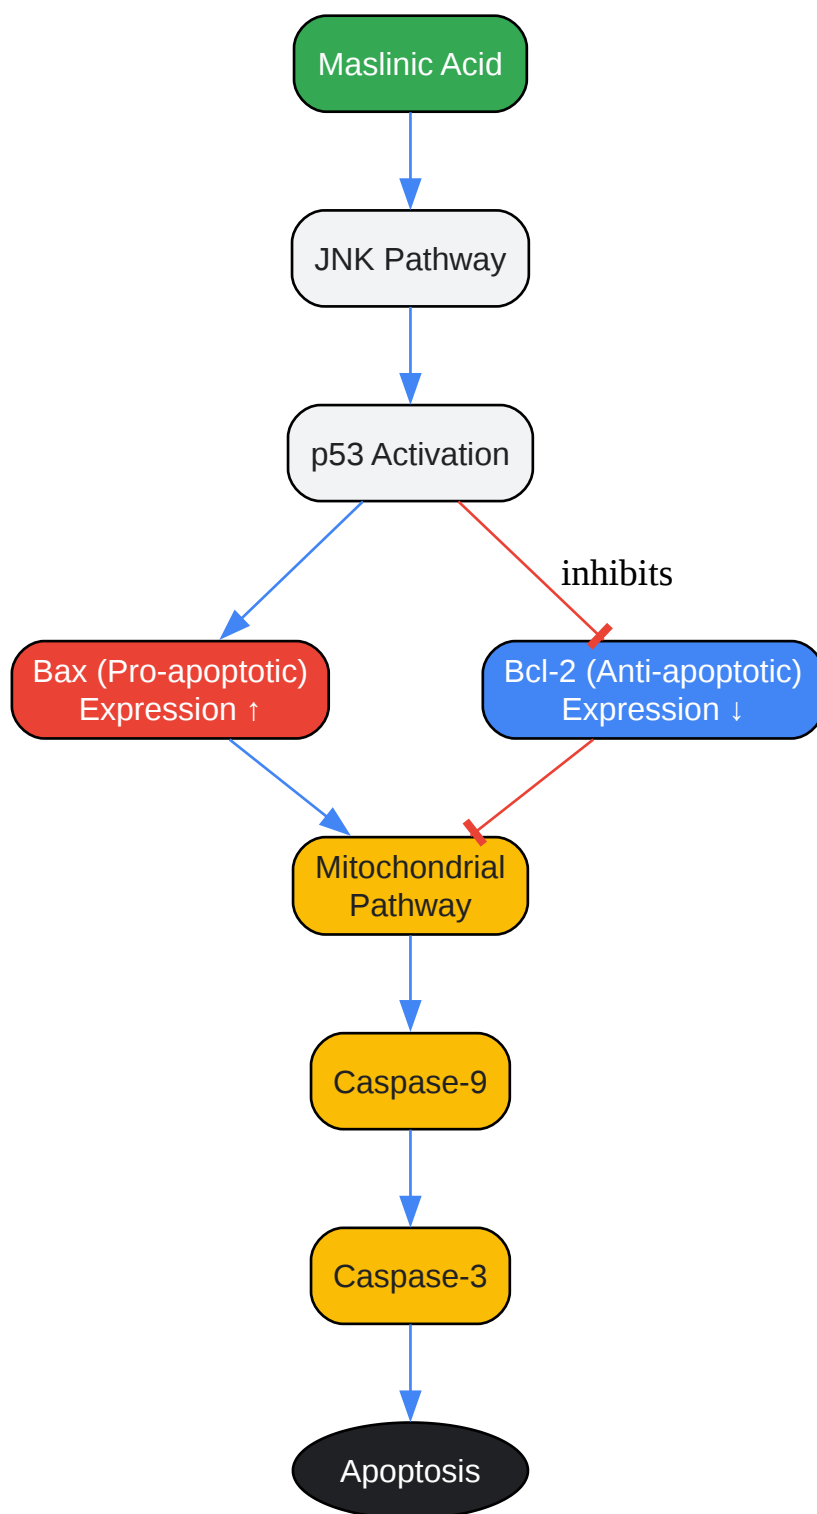 Maslinic Acid
JNK Pathway
p53 Activation
inhibits
Bax (Pro-apoptotic)
Expression ↑
Bcl-2 (Anti-apoptotic)
Expression ↓
Mitochondrial
Pathway
Caspase-9
Caspase-3
Apoptosis